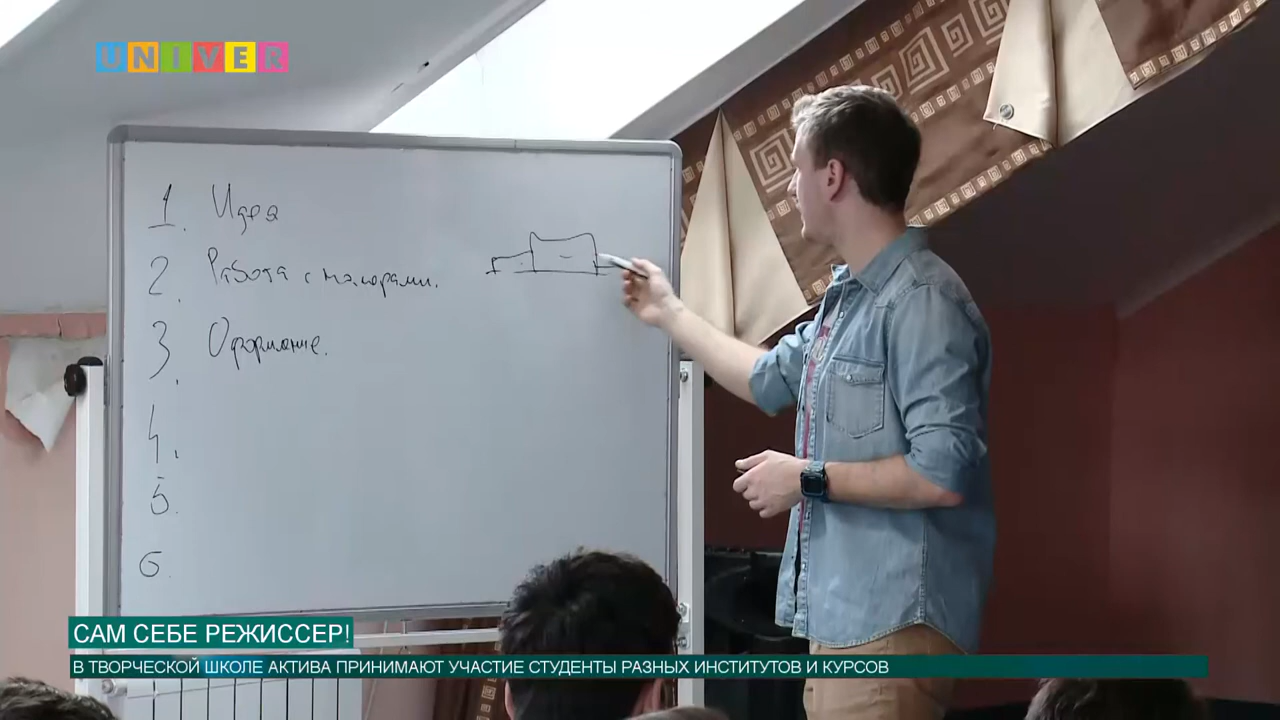 UNIVER
1. Идея
2. Работа с
3. Оформление.
4.
5
6.
САМ СЕБЕ РЕЖИССЕР!
В ТВОРЧЕСКОЙ ШКОЛЕ АКТИВА ПРИНИМАЮТ УЧАСТИЕ СТУДЕНТЫ РАЗНЫХ ИНСТИТУТОВ И КУРСОВ